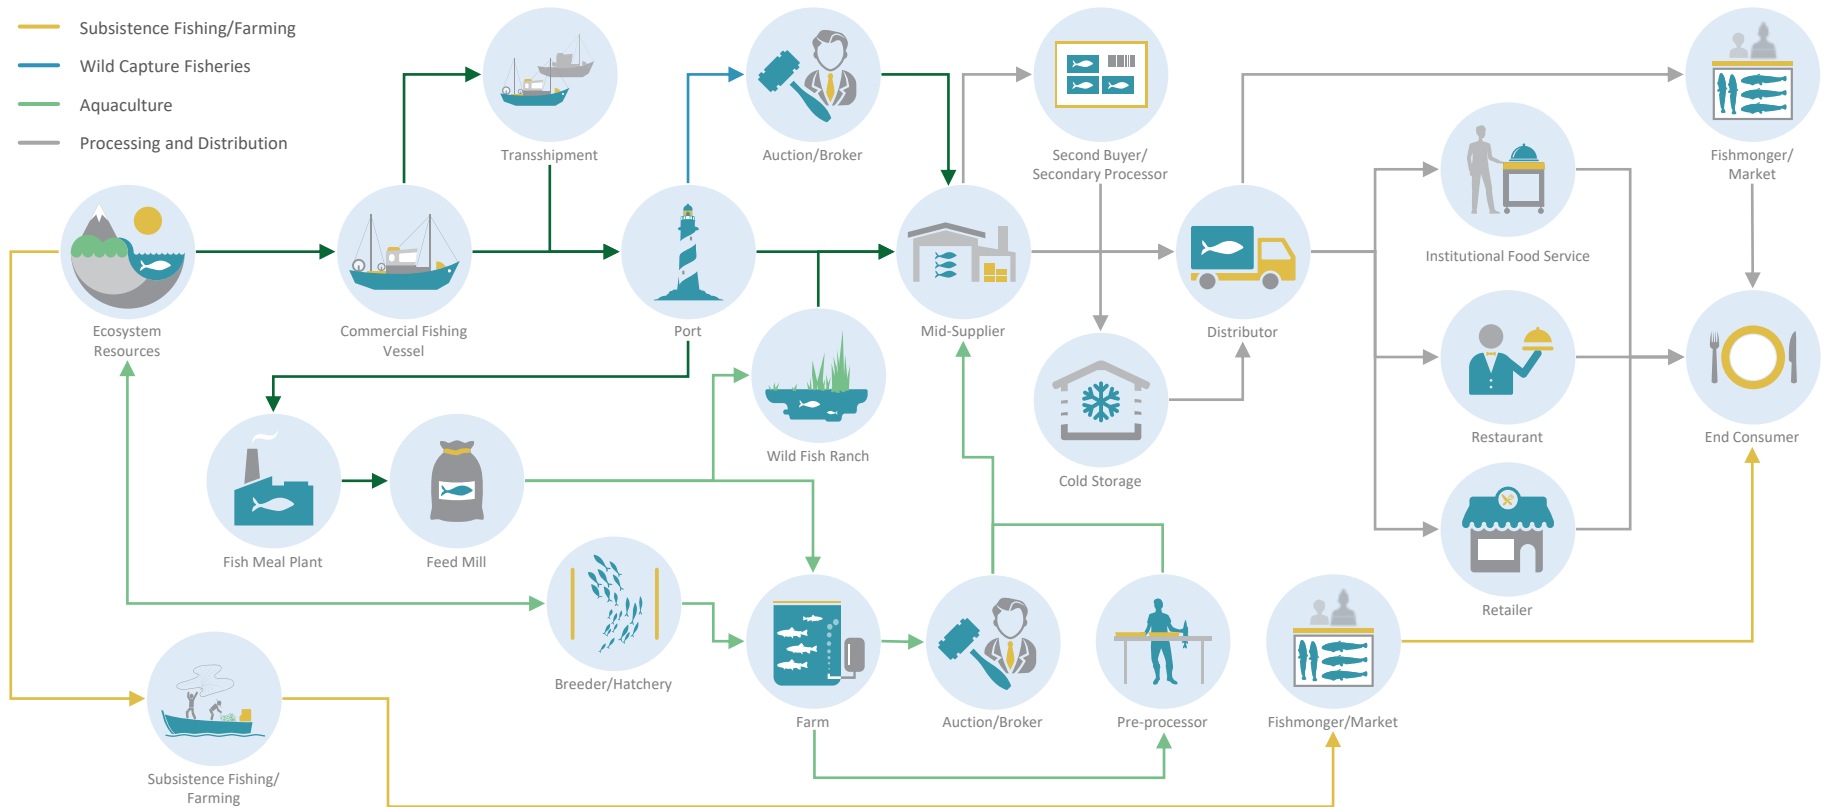 Subsistence Fishing/Farming
Wild Capture Fisheries
Aquaculture
Processing and Distribution
Transshipment
Auction/Broker
Second Buyer/
Secondary Processor
Fishmonger/
Market
Institutional Food Service
Ecosystem
Resources
Commercial Fishing
Vessel
Port
Mid-Supplier
Distributor
Wild Fish Ranch
Cold Storage
Restaurant
End Consumer
Fish Meal Plant
Feed Mill
Retailer
Breeder/Hatchery
Farm
Auction/Broker
Pre-processor
Fishmonger/Market
Subsistence Fishing/
Farming